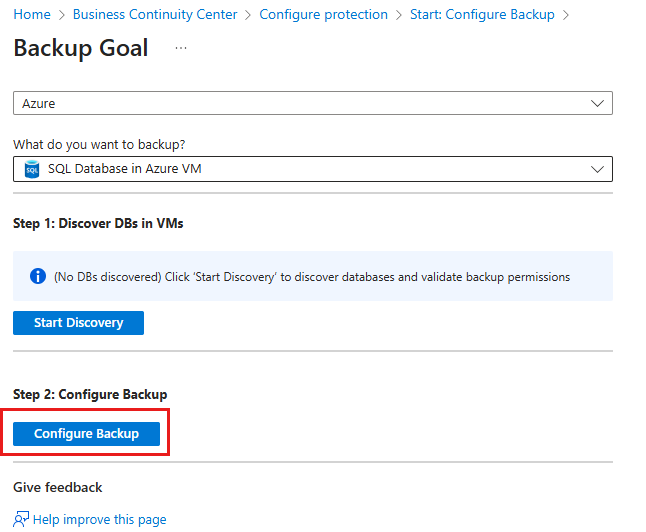 Home > Business Continuity Center > Configure protection > Start: Configure Backup >
Backup Goal ...
Azure
What do you want to backup?
SQL SQL Database in Azure VM
Step 1: Discover DBs in VMs
(No DBs discovered) Click 'Start Discovery' to discover databases and validate backup permissions
Start Discovery
Step 2: Configure Backup
Configure Backup
Give feedback
Help improve this page